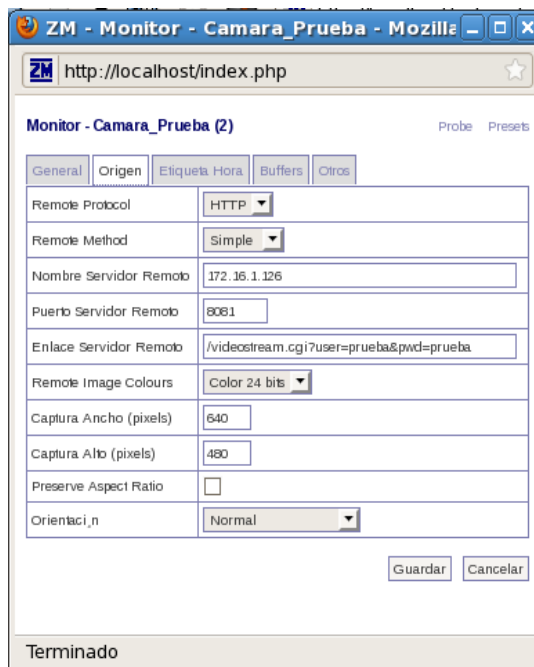 ZM - Monitor - Camara_Prueba - Mozilla
ZM http://localhost/index.php
Monitor - Camara_Prueba (2) Probe Presets
General Origen Etiqueta Hora Buffers Otros
Remote Protocol HTTP
Remote Method Simple
Nombre Servidor Remoto 172.16.1.126
Puerto Servidor Remoto 8081
Enlace Servidor Remoto /videostream.cgi?user=prueba&pwd=prueba
Remote Image Colours Color 24 bits
Captura Ancho (pixels) 640
Captura Alto (pixels) 480
Preserve Aspect Ratio
Orientaci¸n Normal
Guardar Cancelar
Terminado